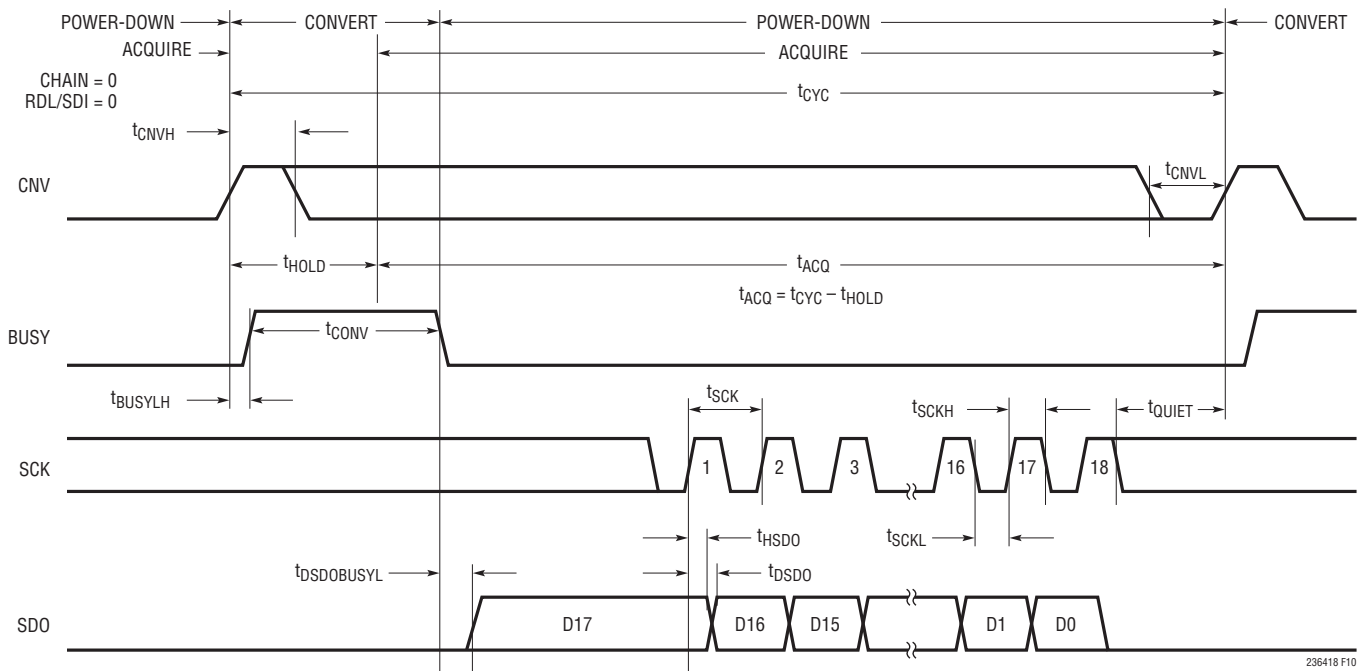 POWER-DOWN CONVERT POWER-DOWN CONVERT
ACQUIRE ACQUIRE
CHAIN = 0
RDL/SDI = 0
tCYC
tCNVH
CNV
tCNVL
tHOLD tACQ
tACQ = tCYC – tHOLD
BUSY
tCONV
tBUSYLH
tSCK
tSCKH
tQUIET
SCK
1 2 3 16 17 18
tHSDO
tSCKL
tDSDOBUSYL
tDSDO
SDO
D17 D16 D15 D1 D0
236418 F10